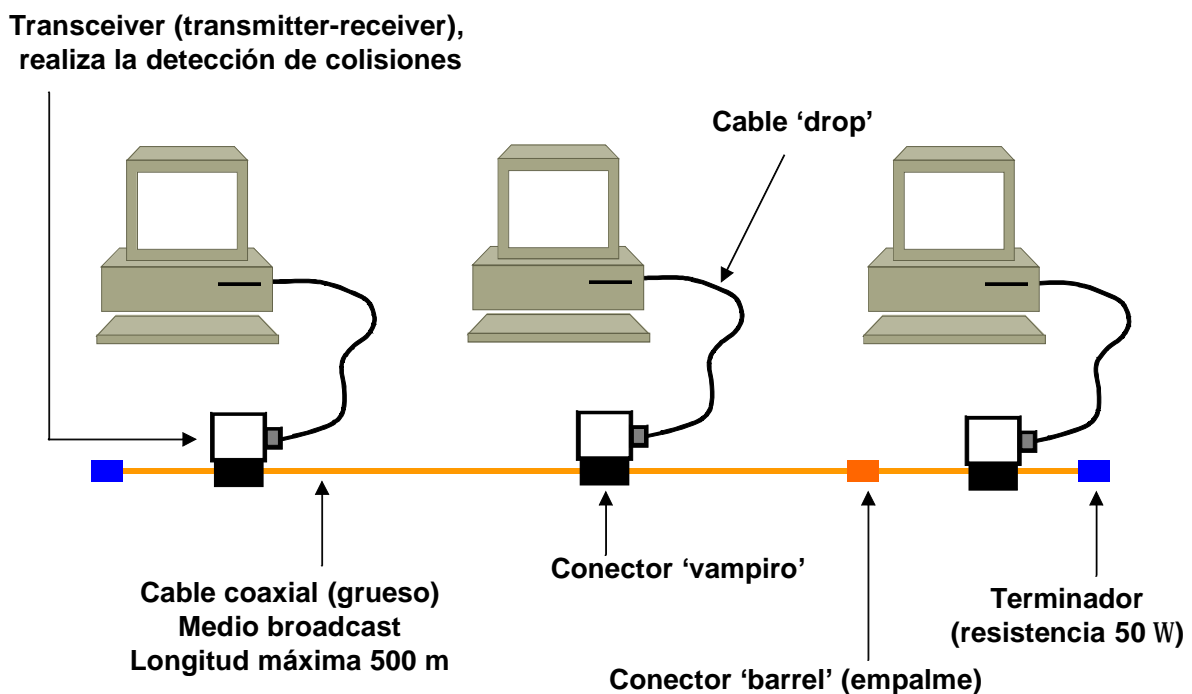 Transceiver (transmitter-receiver),
realiza la detección de colisiones
Cable ‘drop’
Conector ‘vampiro’
Cable coaxial (grueso)
Medio broadcast
Longitud máxima 500 m
Terminador
(resistencia 50 W)
Conector ‘barrel’ (empalme)